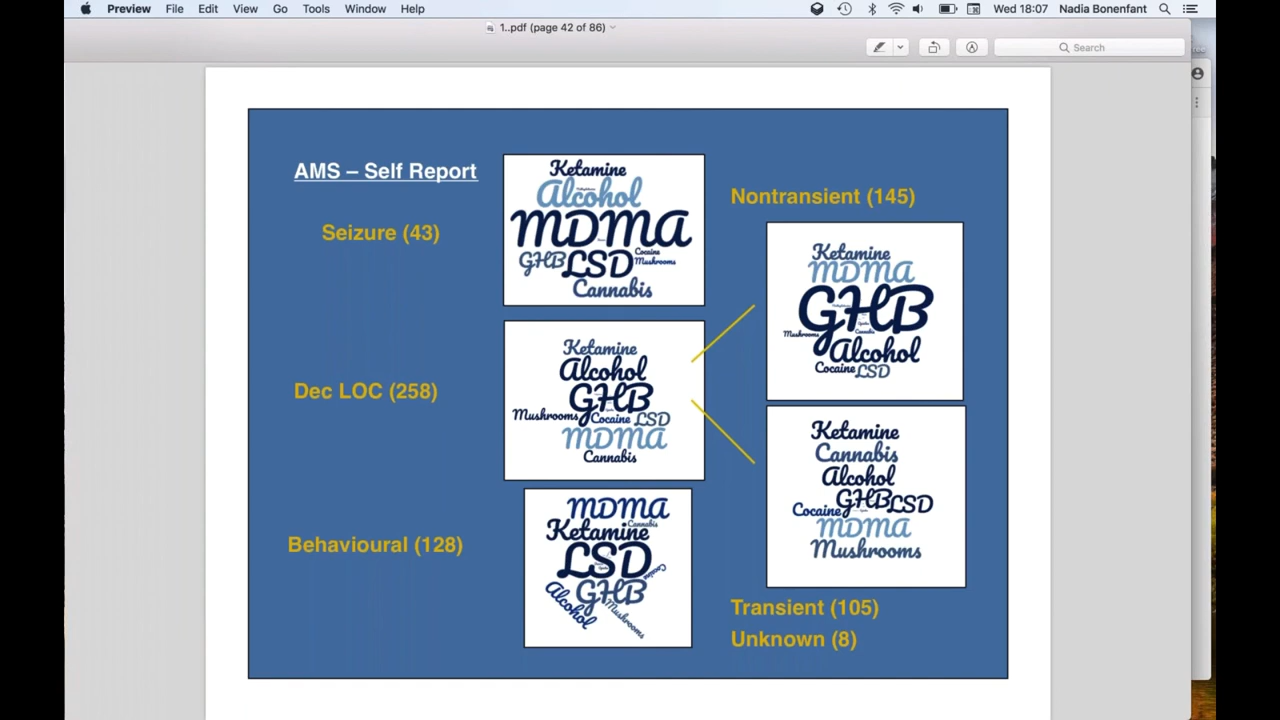 Preview File Edit View Go Tools Window Help Wed 18:07 Nadia Bonenfant
1..pdf (page 42 of 86)
Search
AMS – Self Report
Seizure (43)
Ketamine
Alcohol
MDMA
GHB LSD Cocaine
Mushrooms
Cannabis
Dec LOC (258)
Ketamine
Alcohol
GHB
Mushrooms Cocaine LSD
MDMA
Cannabis
Behavioural (128)
MDMA
Cannabis
Ketamine
LSD
Cocaine
GHB
Alcohol
Mushrooms
Nontransient (145)
Ketamine
MDMA
GHB
Cannabis
Mushrooms
Alcohol
Cocaine LSD
Ketamine
Cannabis
Alcohol
GHB LSD
Cocaine
MDMA
Mushrooms
Transient (105)
Unknown (8)